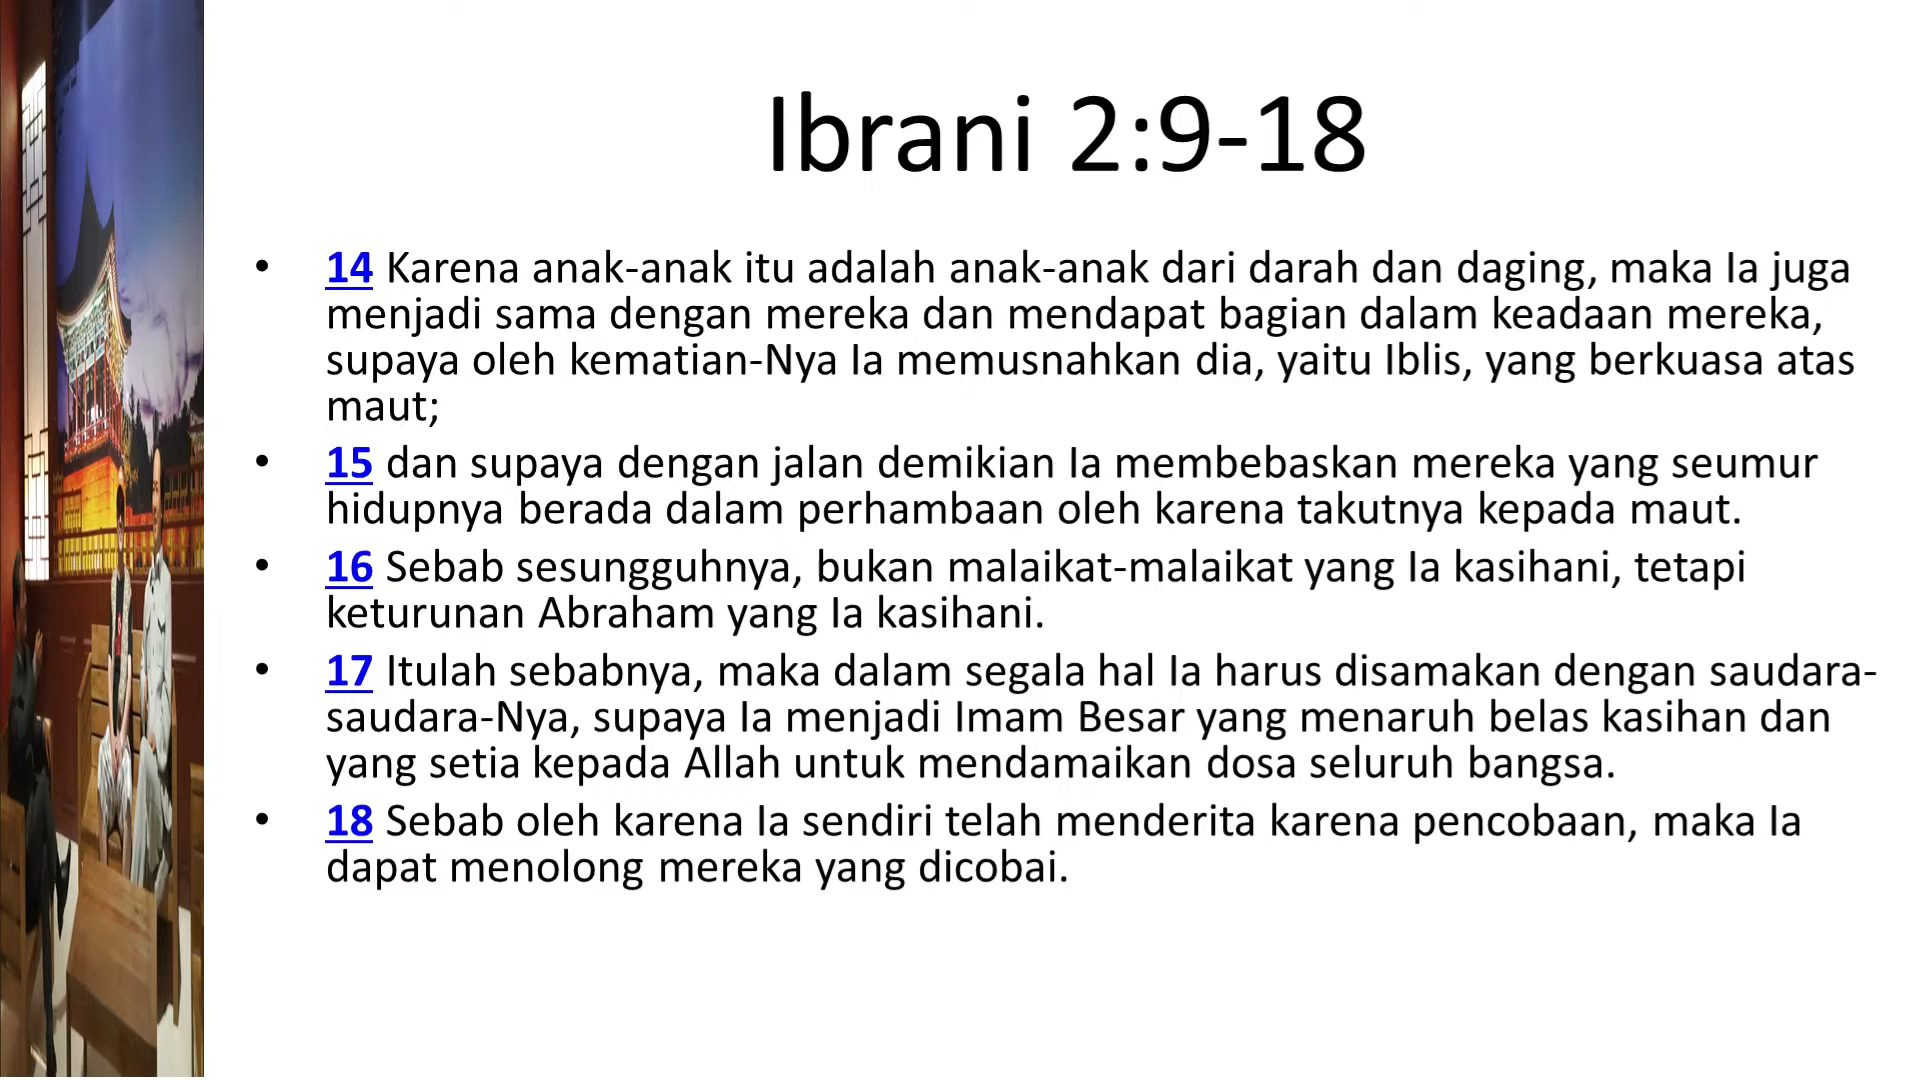 Ibrani 2:9-18
• 14 Karena anak-anak itu adalah anak-anak dari darah dan daging, maka Ia juga
menjadi sama dengan mereka dan mendapat bagian dalam keadaan mereka,
supaya oleh kematian-Nya Ia memusnahkan dia, yaitu Iblis, yang berkuasa atas
maut;
• 15 dan supaya dengan jalan demikian Ia membebaskan mereka yang seumur
hidupnya berada dalam perhambaan oleh karena takutnya kepada maut.
• 16 Sebab sesungguhnya, bukan malaikat-malaikat yang Ia kasihani, tetapi
keturunan Abraham yang Ia kasihani.
• 17 Itulah sebabnya, maka dalam segala hal Ia harus disamakan dengan saudara-
saudara-Nya, supaya Ia menjadi Imam Besar yang menaruh belas kasihan dan
yang setia kepada Allah untuk mendamaikan dosa seluruh bangsa.
• 18 Sebab oleh karena Ia sendiri telah menderita karena pencobaan, maka Ia
dapat menolong mereka yang dicobai.